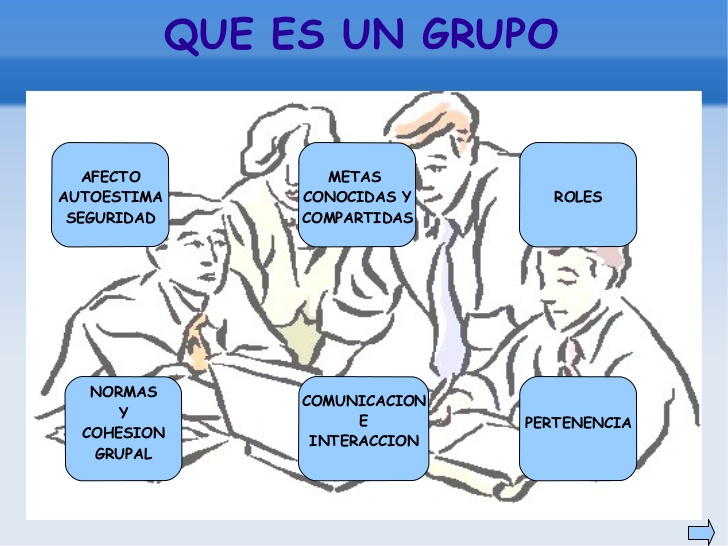 QUE ES UN GRUPO
AFECTO
AUTOESTIMA
SEGURIDAD
METAS
CONOCIDAS Y
COMPARTIDAS
ROLES
NORMAS
Y
COHESION
GRUPAL
COMUNICACION
E
INTERACCION
PERTENENCIA